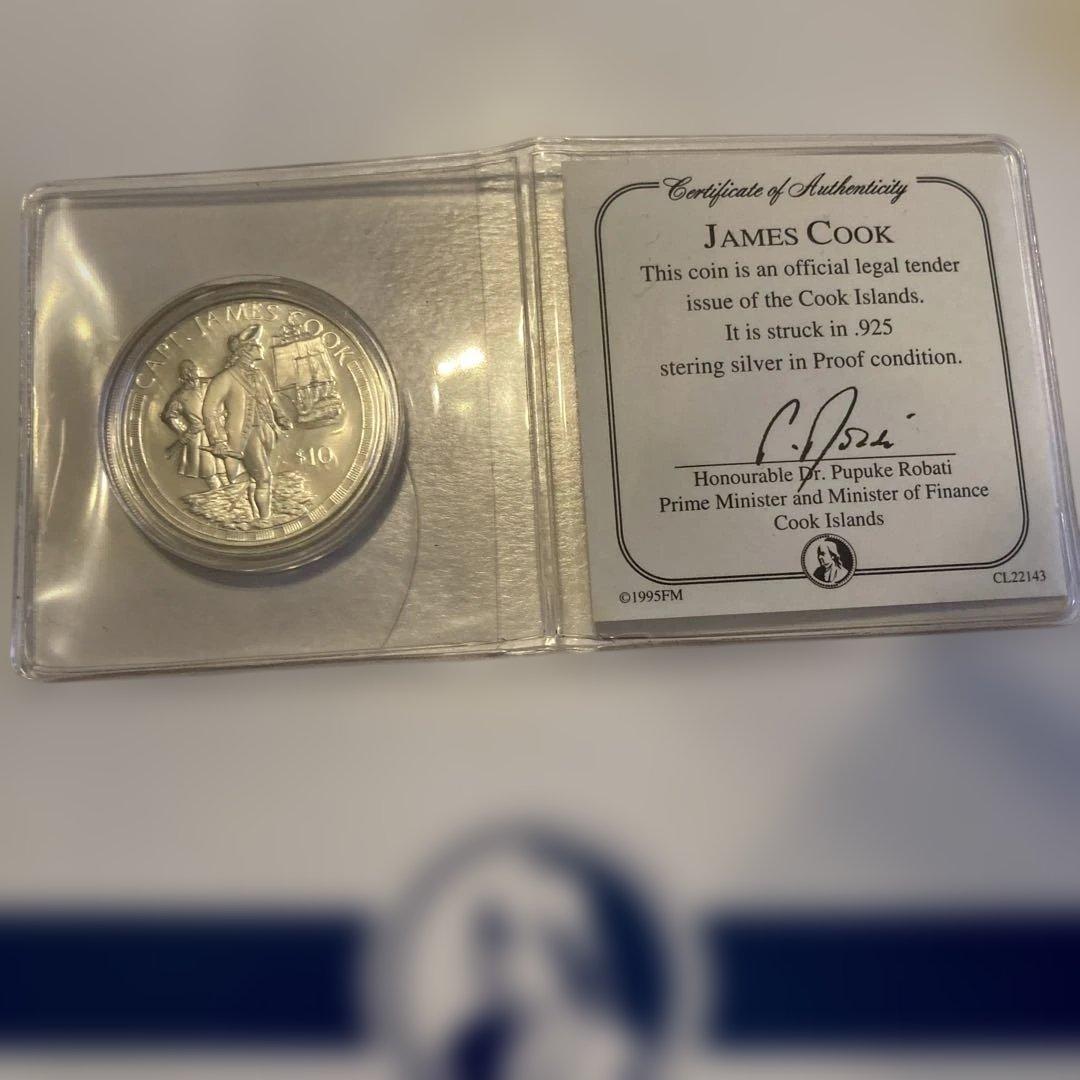 CAPT. JAMES COOK
$10
Certificate of Authenticity
JAMES COOK
This coin is an official legal tender
issue of the Cook Islands.
It is struck in .925
stering silver in Proof condition.
Honourable Dr. Pupuke Robati
Prime Minister and Minister of Finance
Cook Islands
©1995FM
CL22143